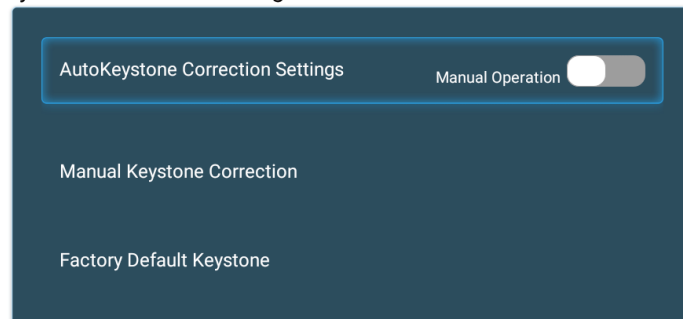 AutoKeystone Correction Settings
Manual Operation
Manual Keystone Correction
Factory Default Keystone